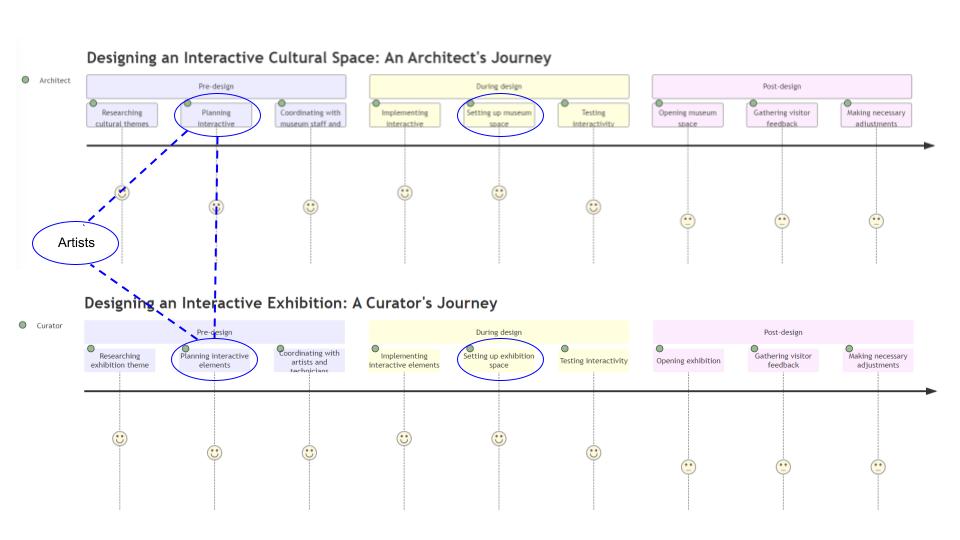 Designing an Interactive Cultural Space: An Architect's Journey
Architect
Pre-design
During design
Post-design
Researching
cultural themes
Planning
interactive
Coordinating with
museum staff and
Implementing
interactive
Setting up museum
space
Testing
interactivity
Opening museum
space
Gathering visitor
feedback
Making necessary
adjustments
Artists
Designing an Interactive Exhibition: A Curator's Journey
Curator
Pre-design
During design
Post-design
Researching
exhibition theme
Planning interactive
elements
Coordinating with
artists and
technicians
Implementing
interactive elements
Setting up exhibition
space
Testing interactivity
Opening exhibition
Gathering visitor
feedback
Making necessary
adjustments